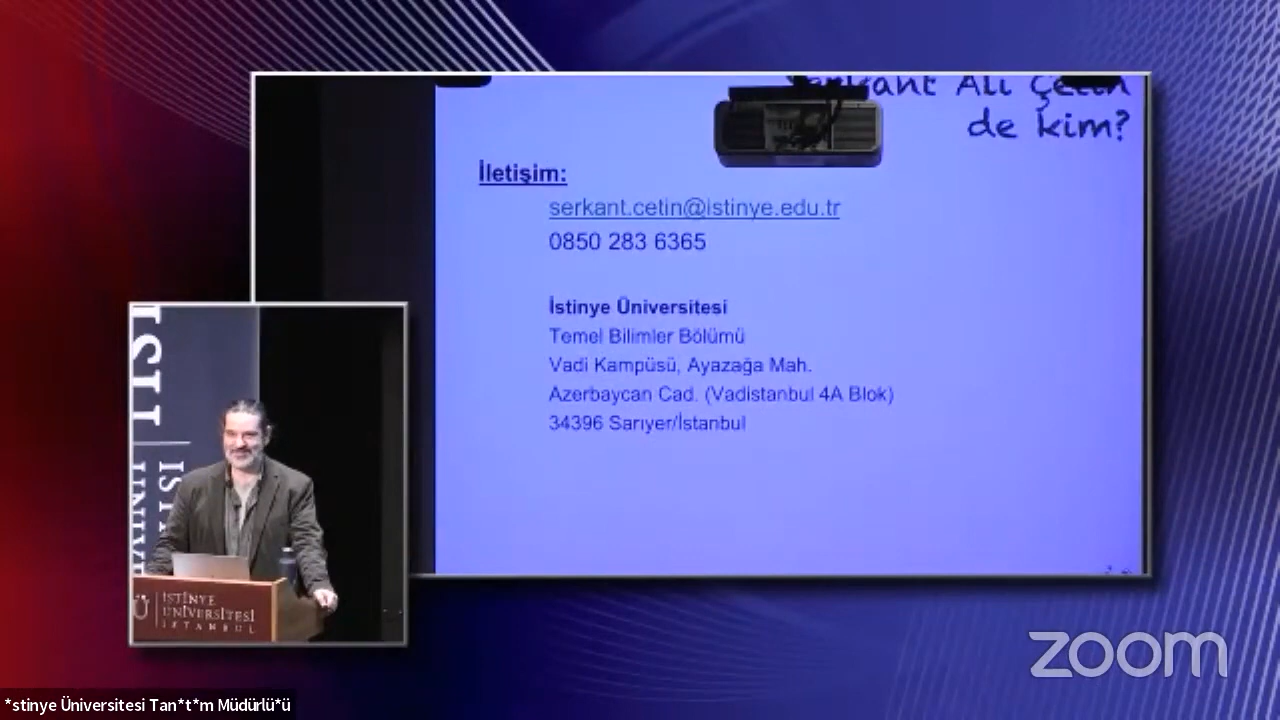 Ali Çetin
de kim?
İletişim:
serkant.cetin@istinye.edu.tr
0850 283 6365
İstinye Üniversitesi
Temel Bilimler Bölümü
Vadi Kampüsü, Ayazağa Mah.
Azerbaycan Cad. (Vadistanbul 4A Blok)
34396 Sarıyer/İstanbul
İSTİNYE
ÜNİVERSİTESİ
İSTANBUL
zoom
*stinye Üniversitesi Tan*t*m Müdürlü*ü